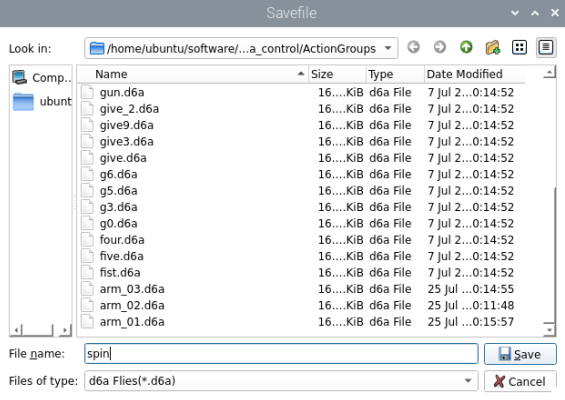 Savefile
Look in: /home/ubuntu/software/...a_control/ActionGroups
Comp...
ubunt
Name Size Type Date Modified
gun.d6a 16....KiB d6a File 7 Jul 2...0:14:52
give_2.d6a 16....KiB d6a File 7 Jul 2...0:14:52
give9.d6a 16....KiB d6a File 7 Jul 2...0:14:52
give3.d6a 16....KiB d6a File 7 Jul 2...0:14:52
give.d6a 16....KiB d6a File 7 Jul 2...0:14:52
g6.d6a 16....KiB d6a File 7 Jul 2...0:14:52
g5.d6a 16....KiB d6a File 7 Jul 2...0:14:52
g3.d6a 16....KiB d6a File 7 Jul 2...0:14:52
g0.d6a 16....KiB d6a File 7 Jul 2...0:14:52
four.d6a 16....KiB d6a File 7 Jul 2...0:14:52
five.d6a 16....KiB d6a File 7 Jul 2...0:14:52
fist.d6a 16....KiB d6a File 7 Jul 2...0:14:52
arm_03.d6a 16....KiB d6a File 25 Jul ...0:14:55
arm_02.d6a 16....KiB d6a File 25 Jul ...0:11:48
arm_01.d6a 16....KiB d6a File 25 Jul ...0:15:57
File name: spin Save
Files of type: d6a Flies(*.d6a) Cancel